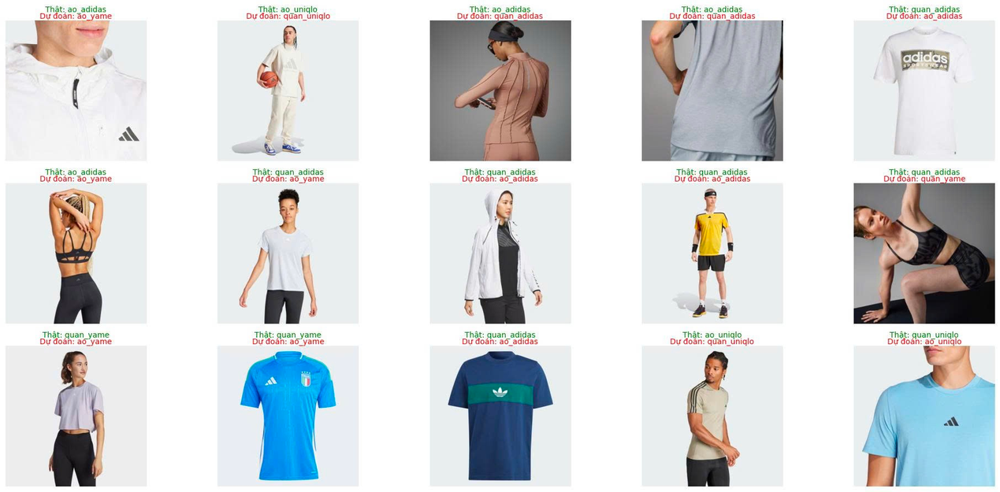 Thật: ao_adidas
Dự đoán: ao_yame
Thật: ao_uniqlo
Dự đoán: quan_uniqlo
Thật: ao_adidas
Dự đoán: quan_adidas
Thật: ao_adidas
Dự đoán: quan_adidas
Thật: quan_adidas
Dự đoán: ao_adidas
adidas
SPORTSWEAR
Thật: ao_adidas
Dự đoán: ao_yame
Thật: quan_adidas
Dự đoán: ao_yame
Thật: quan_adidas
Dự đoán: ao_adidas
Thật: quan_adidas
Dự đoán: ao_adidas
Thật: quan_adidas
Dự đoán: quan_yame
Thật: quan_yame
Dự đoán: ao_yame
Thật: quan_yame
Dự đoán: ao_yame
Thật: quan_adidas
Dự đoán: ao_adidas
Thật: ao_uniqlo
Dự đoán: quan_uniqlo
Thật: quan_uniqlo
Dự đoán: ao_uniqlo